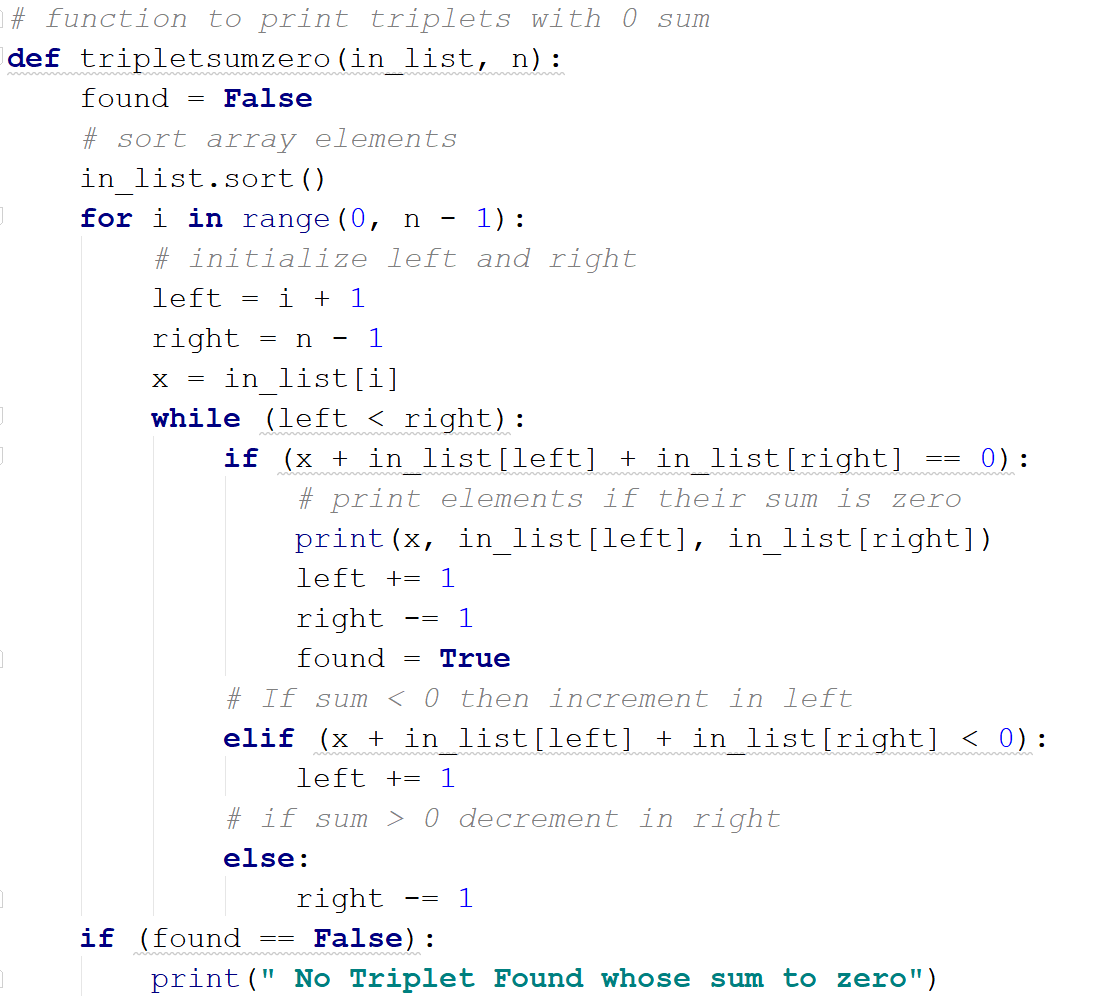 # function to print triplets with 0 sum
def tripletsumzero(in_list, n):
    found = False
    # sort array elements
    in_list.sort()
    for i in range(0, n - 1):
        # initialize left and right
        left = i + 1
        right = n - 1
        x = in_list[i]
        while (left < right):
            if (x + in_list[left] + in_list[right] == 0):
                # print elements if their sum is zero
                print(x, in_list[left], in_list[right])
                left += 1
                right -= 1
                found = True
            # If sum < 0 then increment in left
            elif (x + in_list[left] + in_list[right] < 0):
                left += 1
            # if sum > 0 decrement in right
            else:
                right -= 1
    if (found == False):
        print(" No Triplet Found whose sum to zero")